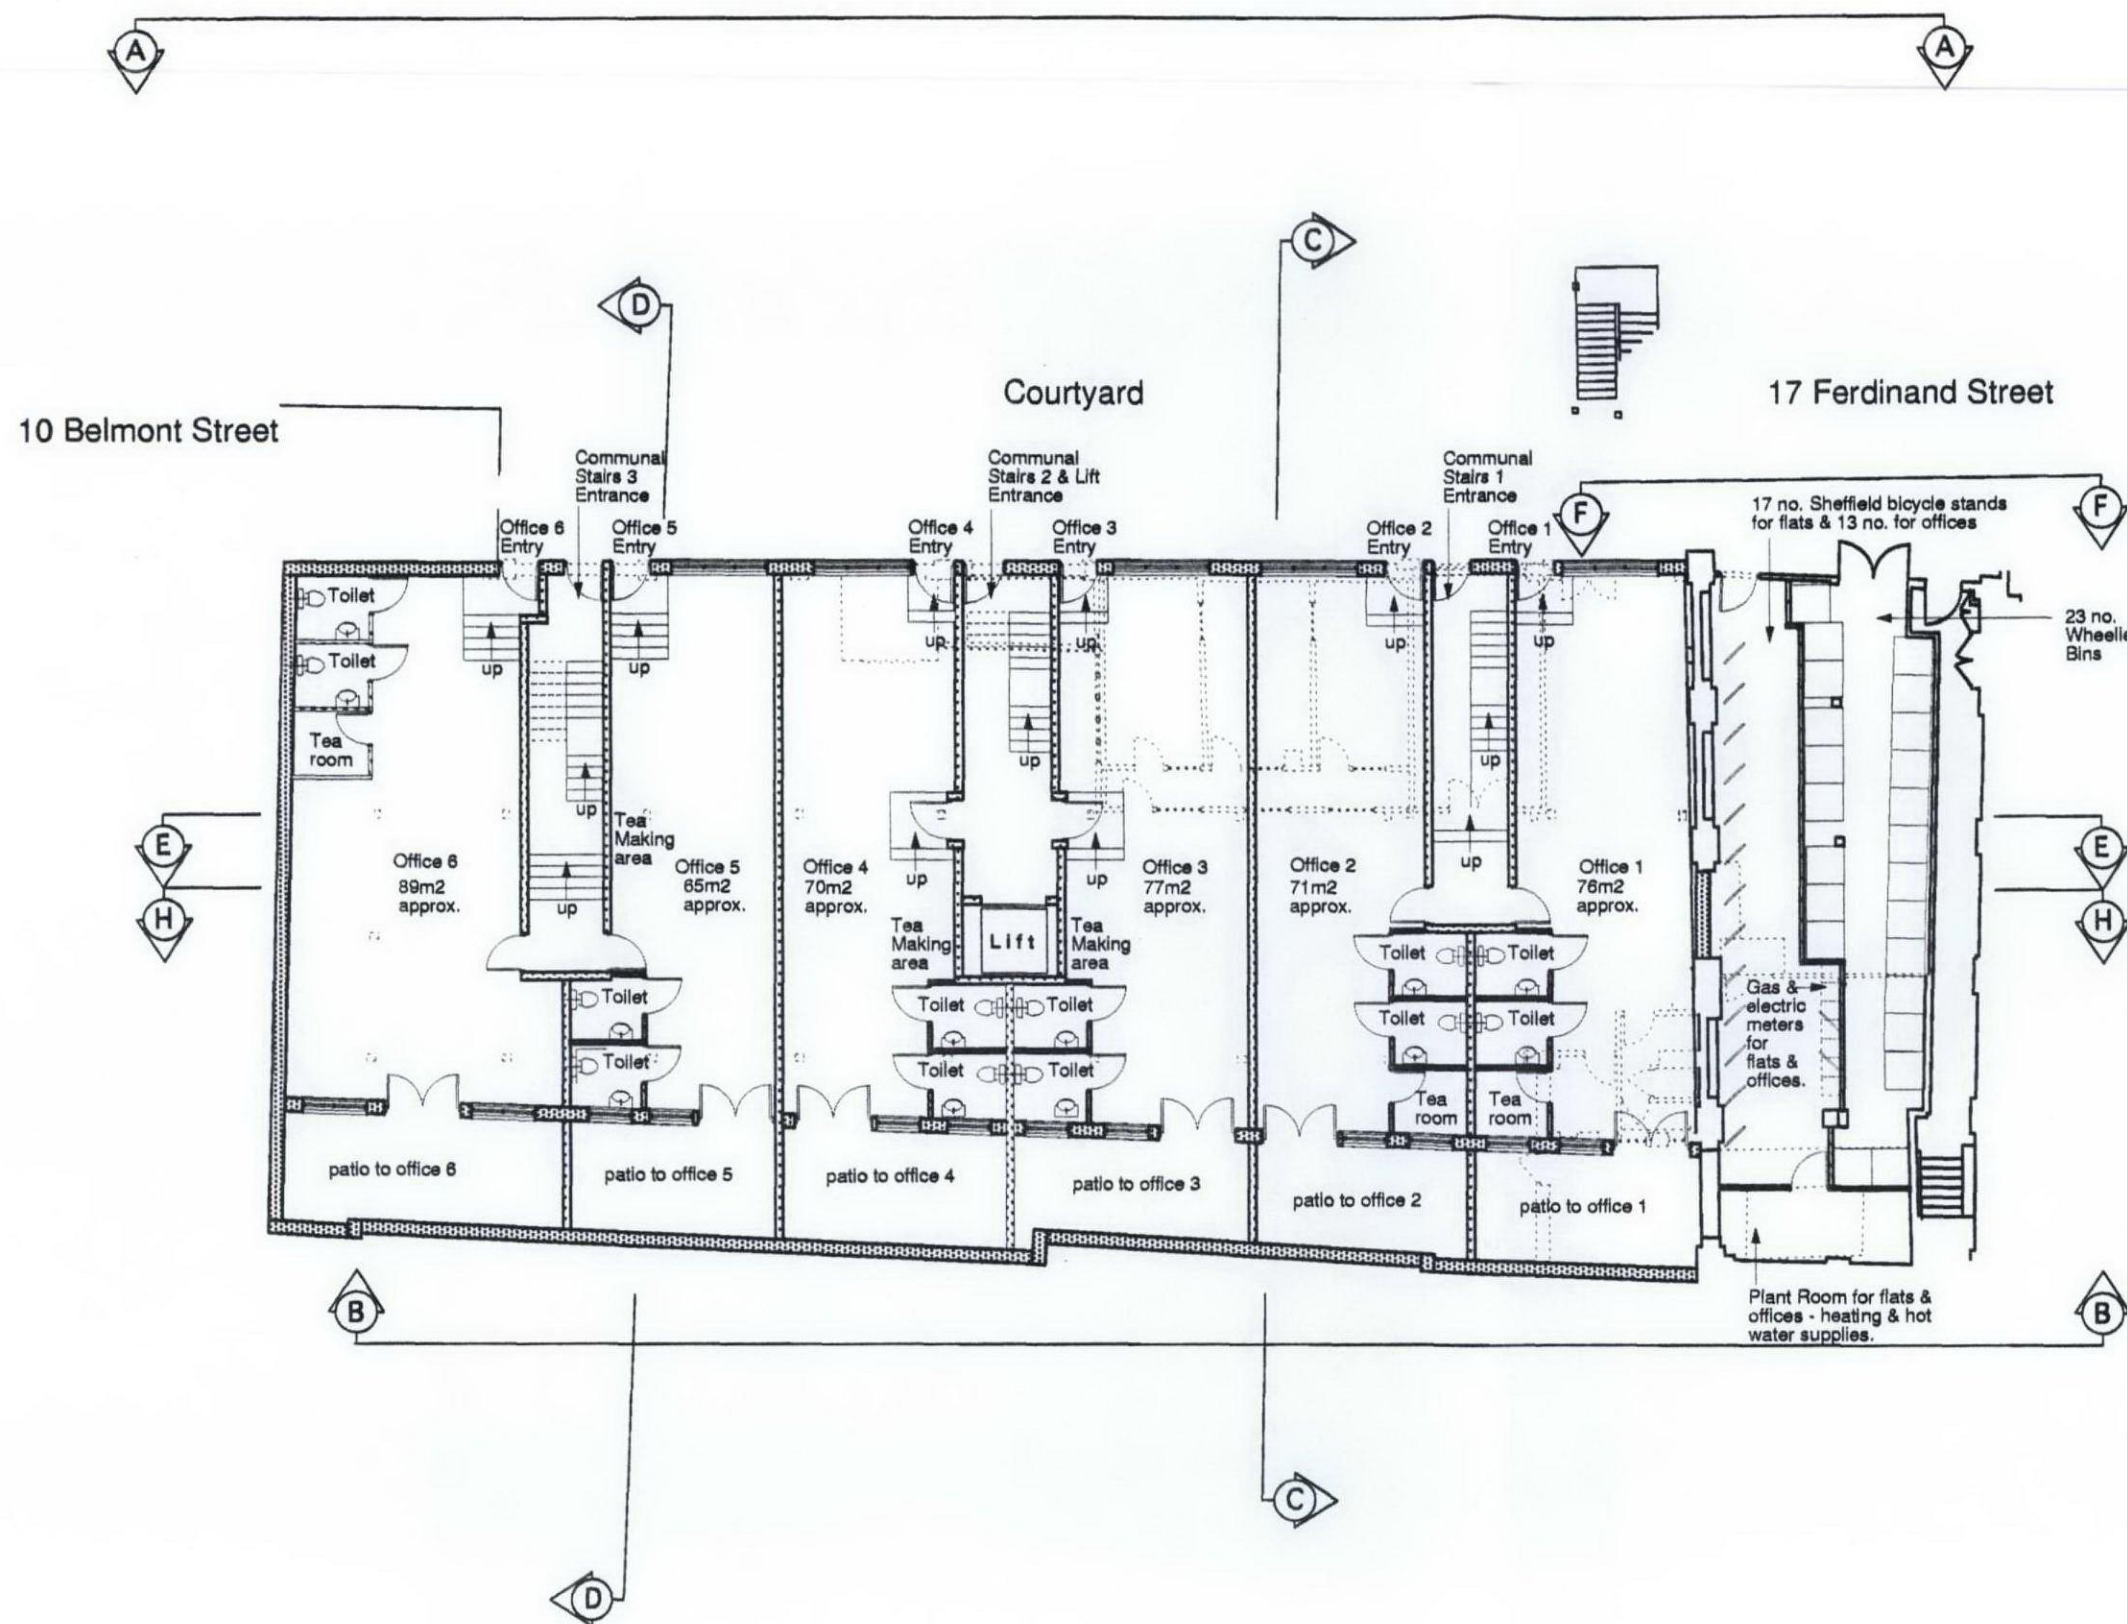 A
A
C
D
Courtyard
17 Ferdinand Street
10 Belmont Street
Communal
Stairs 3
Entrance
Communal
Stairs 2 & Lift
Entrance
Communal
Stairs 1
Entrance
F
F
17 no. Sheffield bicycle stands
for flats & 13 no. for offices
Office 6
Entry
Office 5
Entry
Office 4
Entry
Office 3
Entry
Office 2
Entry
Office 1
Entry
23 no.
Wheelie
Bins
Toilet
Toilet
Tea
room
up
up
up
up
up
up
up
up
up
up
up
up
up
up
Tea
Making
area
E
H
E
H
Office 6
89m2
approx.
Office 5
65m2
approx.
Office 4
70m2
approx.
Office 3
77m2
approx.
Office 2
71m2
approx.
Office 1
76m2
approx.
Tea
Making
area
Lift
Tea
Making
area
Toilet
Toilet
Toilet
Toilet
Toilet
Toilet
Toilet
Toilet
Toilet
Toilet
Tea
room
Tea
room
Gas &
electric
meters
for
flats &
offices.
patio to office 6
patio to office 5
patio to office 4
patio to office 3
patio to office 2
patio to office 1
Plant Room for flats &
offices - heating & hot
water supplies.
B
B
C
D